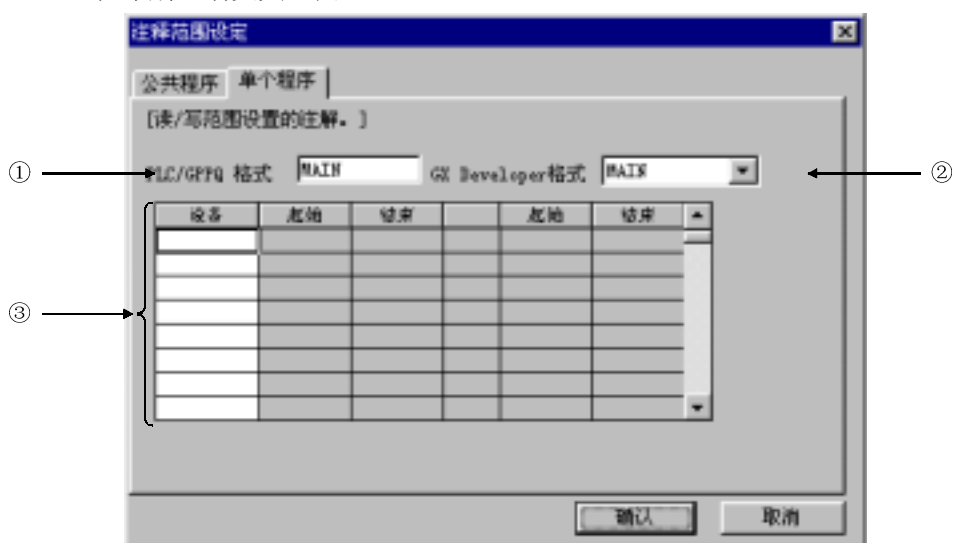 注释范围设定
公共程序 单个程序
[读/写范围设置的注解。]
① PLC/GPPQ 格式 MAIN GX Developer格式 MAIN ②
设备 起始 结束 起始 结束
③
确认 取消